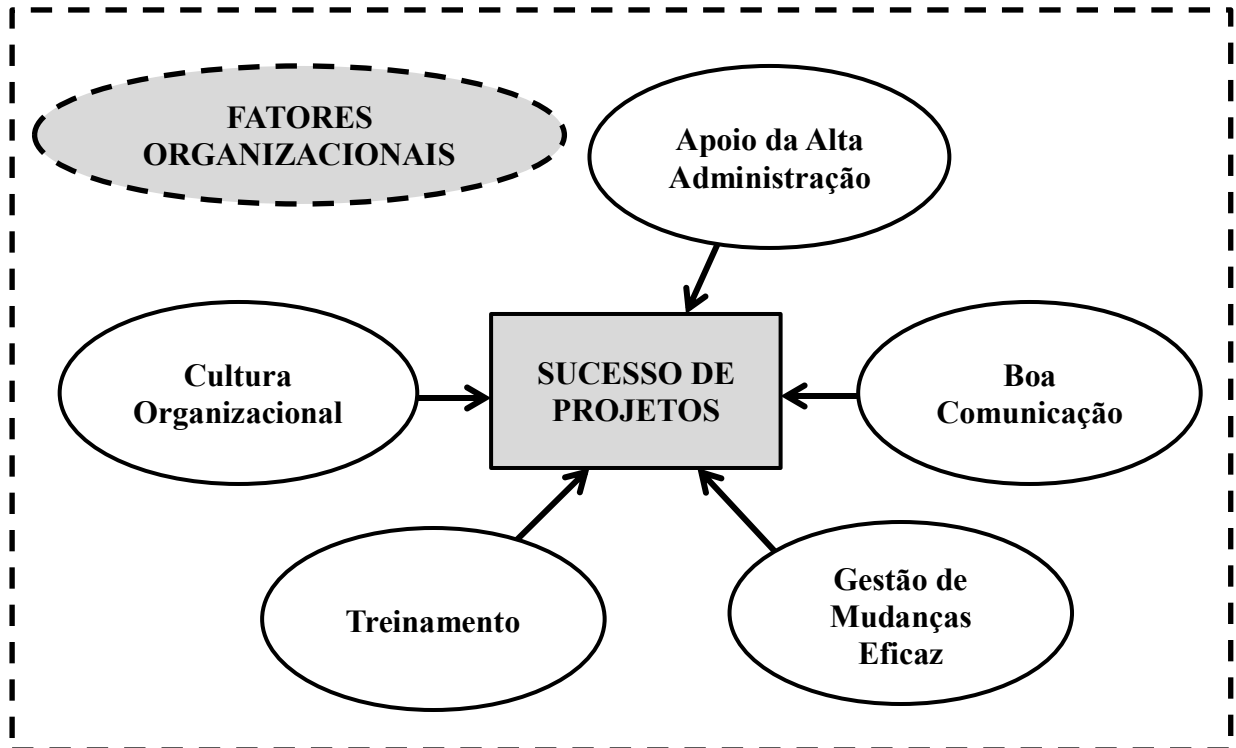 FATORES
ORGANIZACIONAIS
Apoio da Alta
Administração
Cultura
Organizacional
SUCESSO DE
PROJETOS
Boa
Comunicação
Treinamento
Gestão de
Mudanças
Eficaz